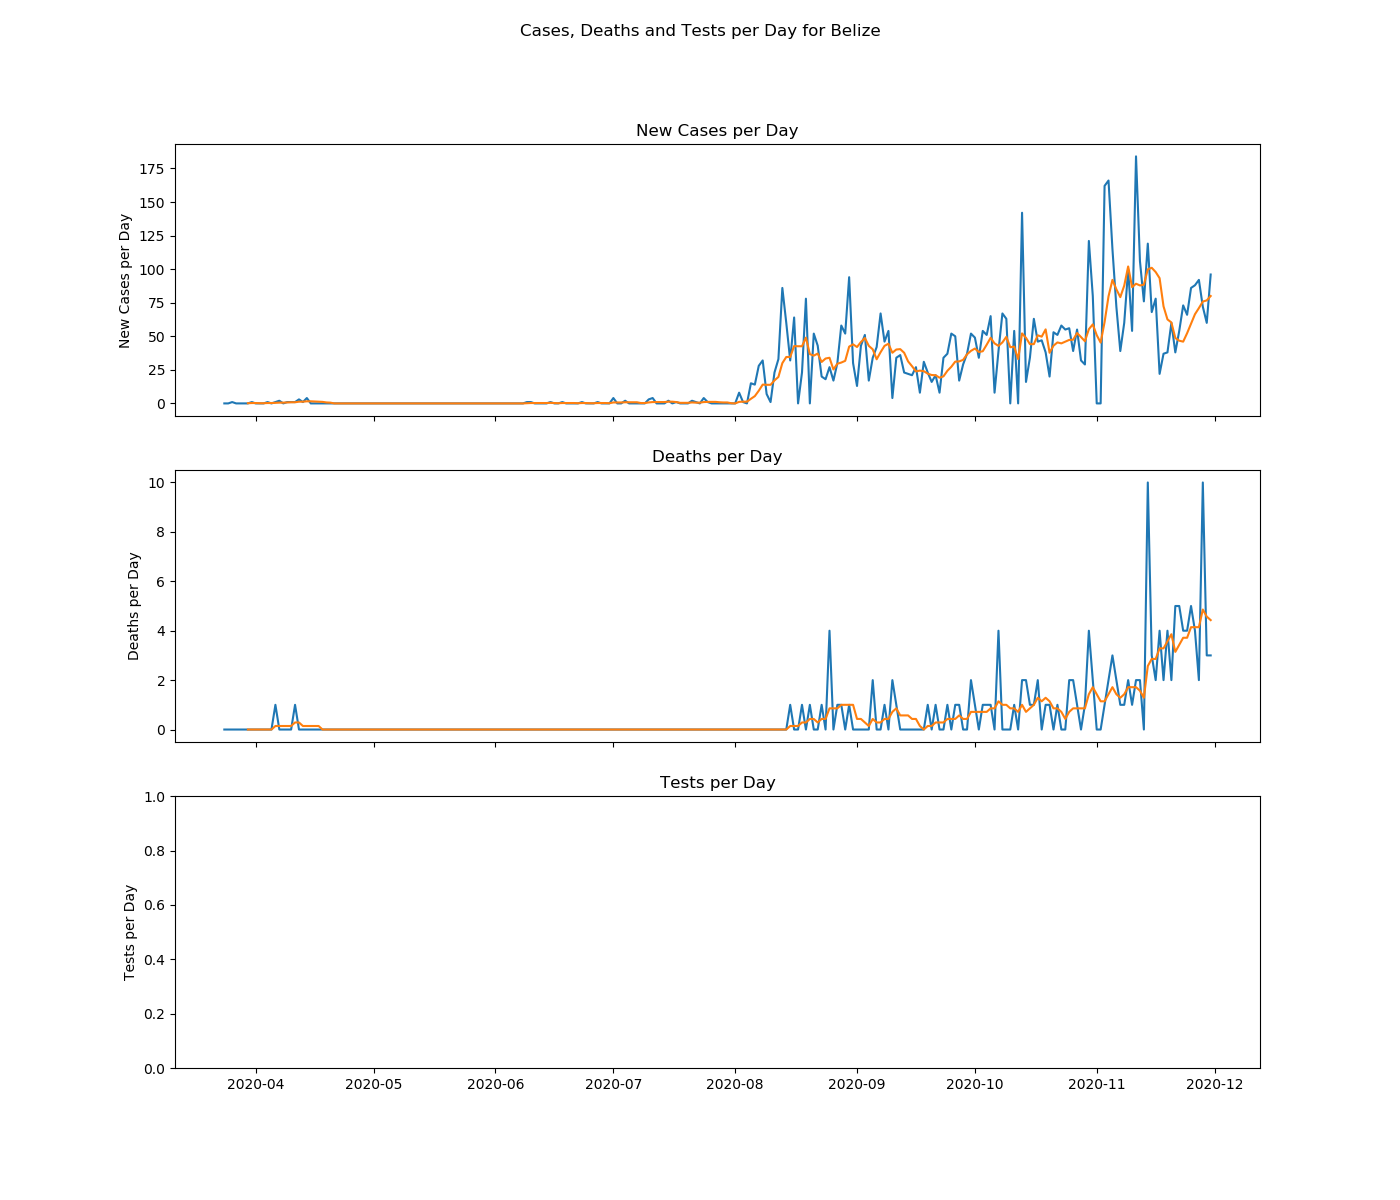 Cases, Deaths and Tests per Day for Belize
New Cases per Day
New Cases per Day
175
150
125
100
75
50
25
0
Deaths per Day
Deaths per Day
10
8
6
4
2
0
Tests per Day
Tests per Day
1.0
0.8
0.6
0.4
0.2
0.0
2020-04 2020-05 2020-06 2020-07 2020-08 2020-09 2020-10 2020-11 2020-12